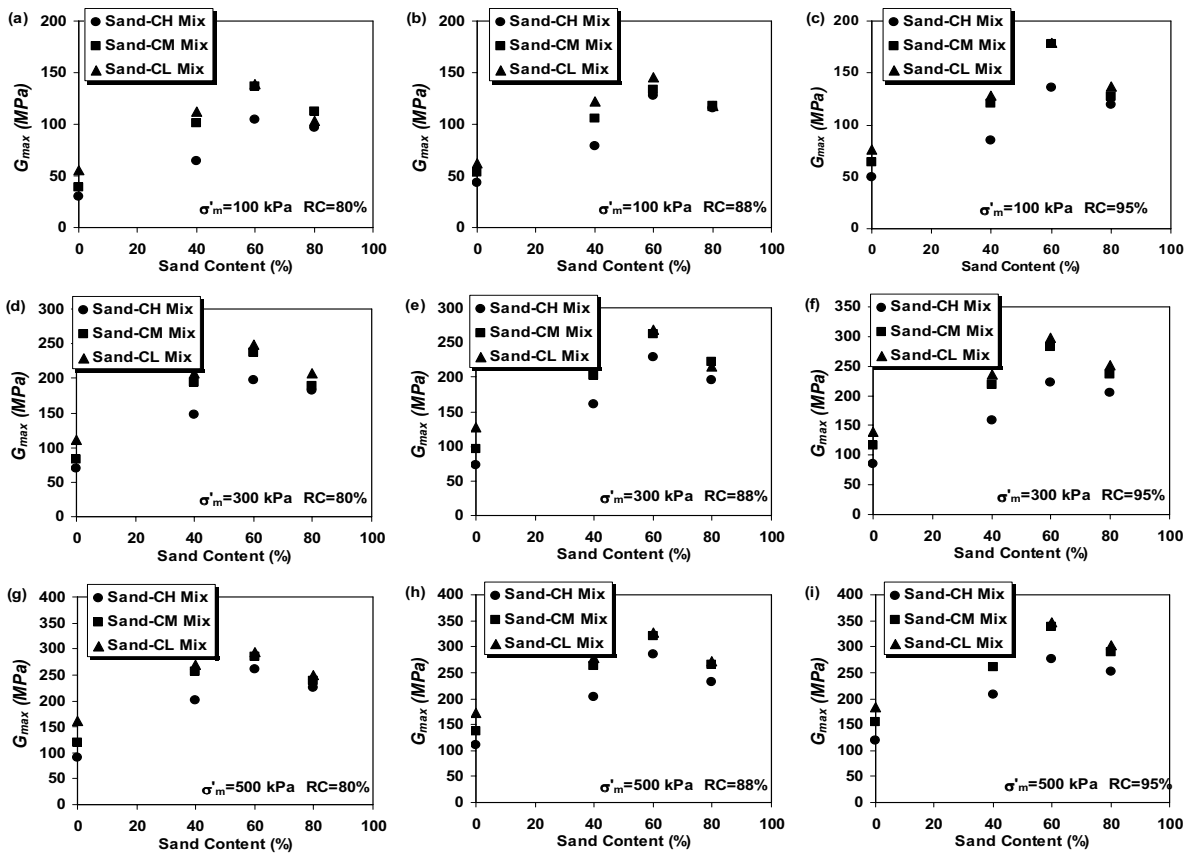 (a)
Sand-CH Mix
Sand-CM Mix
Sand-CL Mix
G_max (MPa)
200
150
100
50
0
σ'm=100 kPa RC=80%
0 20 40 60 80 100
Sand Content (%)
(b)
Sand-CH Mix
Sand-CM Mix
Sand-CL Mix
G_max (MPa)
200
150
100
50
0
σ'm=100 kPa RC=88%
0 20 40 60 80 100
Sand Content (%)
(c)
Sand-CH Mix
Sand-CM Mix
Sand-CL Mix
G_max (MPa)
200
150
100
50
0
σ'm=100 kPa RC=95%
0 20 40 60 80 100
Sand Content (%)
(d)
Sand-CH Mix
Sand-CM Mix
Sand-CL Mix
G_max (MPa)
300
250
200
150
100
50
0
σ'm=300 kPa RC=80%
0 20 40 60 80 100
Sand Content (%)
(e)
Sand-CH Mix
Sand-CM Mix
Sand-CL Mix
G_max (MPa)
300
250
200
150
100
50
0
σ'm=300 kPa RC=88%
0 20 40 60 80 100
Sand Content (%)
(f)
Sand-CH Mix
Sand-CM Mix
Sand-CL Mix
G_max (MPa)
350
300
250
200
150
100
50
0
σ'm=300 kPa RC=95%
0 20 40 60 80 100
Sand Content (%)
(g)
Sand-CH Mix
Sand-CM Mix
Sand-CL Mix
G_max (MPa)
400
350
300
250
200
150
100
50
0
σ'm=500 kPa RC=80%
0 20 40 60 80 100
Sand Content (%)
(h)
Sand-CH Mix
Sand-CM Mix
Sand-CL Mix
G_max (MPa)
400
350
300
250
200
150
100
50
0
σ'm=500 kPa RC=88%
0 20 40 60 80 100
Sand Content (%)
(i)
Sand-CH Mix
Sand-CM Mix
Sand-CL Mix
G_max (MPa)
400
350
300
250
200
150
100
50
0
σ'm=500 kPa RC=95%
0 20 40 60 80 100
Sand Content (%)